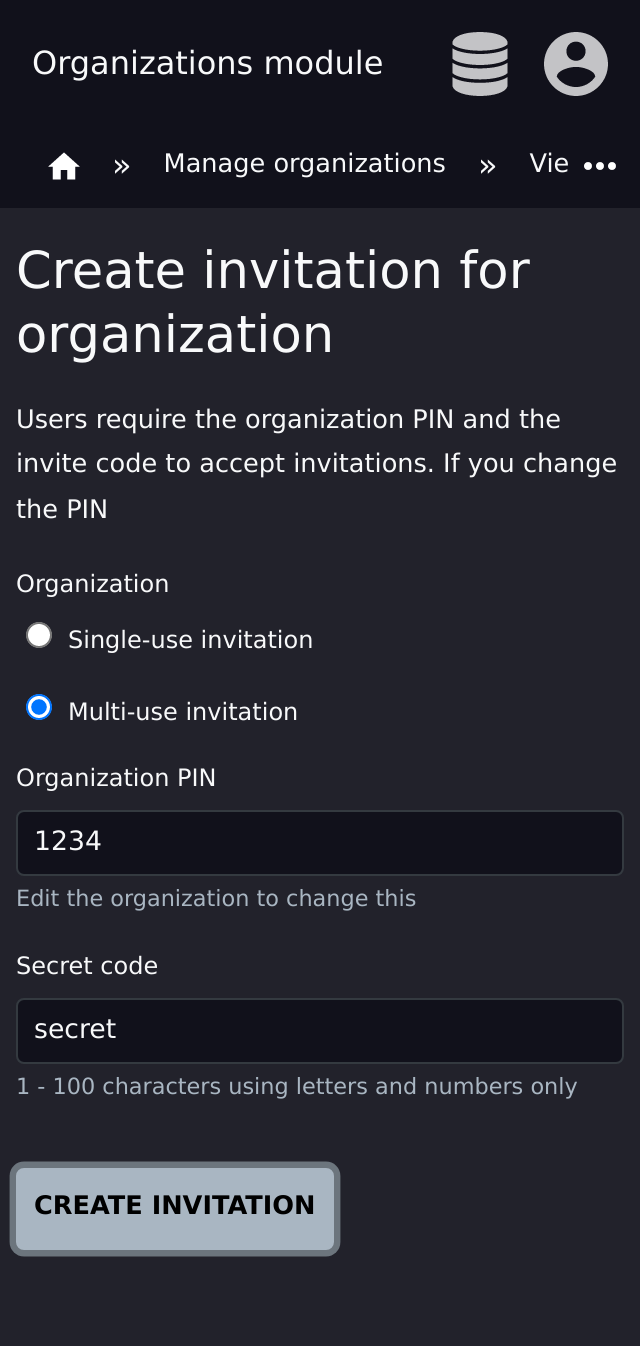 Organizations module
» Manage organizations » Vie
Create invitation for
organization
Users require the organization PIN and the
invite code to accept invitations. If you change
the PIN
Organization
Single-use invitation
Multi-use invitation
Organization PIN
1234
Edit the organization to change this
Secret code
secret
1 - 100 characters using letters and numbers only
CREATE INVITATION